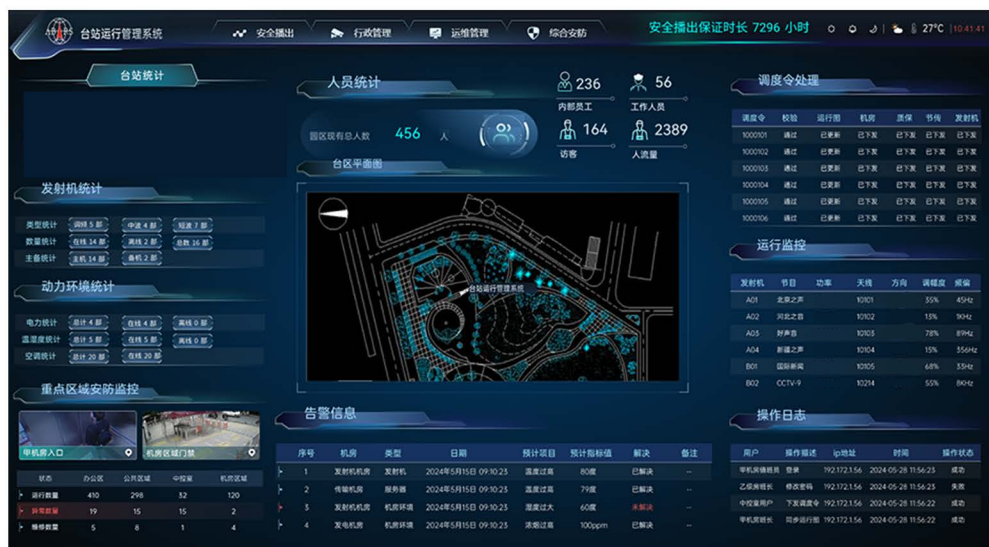 台站运行管理系统
安全播出
行政管理
运维管理
综合安防
安全播出保证时长 7296 小时
27°C
10:41:41
台站统计
发射机统计
类型统计 调频 5 部 中波 4 部 短波 7 部
数量统计 在线 14 部 离线 2 部 总数 16 部
主备统计 主机 14 部 备机 2 部
动力环境统计
电力统计 总计 4 部 在线 4 部 离线 0 部
温湿度统计 总计 5 部 在线 5 部 离线 0 部
空调统计 总计 20 部 在线 20 部
重点区域安防监控
甲机房入口
机房区域门禁
状态 办公区 公共区域 中控室 机房区域
运行数量 410 298 32 120
异常数量 19 15 15 2
维修数量 5 8 1 4
人员统计
园区现有总人数 456 人
236
内部员工
56
工作人员
164
访客
2389
人流量
台区平面图
台站运行管理系统
告警信息
序号 机房 类型 日期 预计项目 预计指标值 解决 备注
1 发射机机房 发射机 2024年5月15日 09:10:23 温度过高 80度 已解决 --
2 传输机房 服务器 2024年5月15日 09:10:23 温度过高 79度 已解决 --
3 发射机机房 机房环境 2024年5月15日 09:10:23 湿度过大 60度 未解决 --
4 发电机房 机房环境 2024年5月15日 09:10:23 浓烟过高 100ppm 已解决 --
调度令处理
调度令 校验 运行图 机房 质保 节传 发射机
1000101 通过 已更新 已下发 已下发 已下发 已下发
1000102 通过 已更新 已下发 已下发 已下发 已下发
1000103 通过 已更新 已下发 已下发 已下发 已下发
1000104 通过 已更新 已下发 已下发 已下发 已下发
1000105 通过 已更新 已下发 已下发 已下发 已下发
1000106 通过 已更新 已下发 已下发 已下发 已下发
运行监控
发射机 节目 功率 天线 方向 调幅度 频偏
A01 北京之声 10101 35% 45Hz
A02 河北之音 10102 13% 1KHz
A03 好声音 10103 78% 89Hz
A04 新疆之声 10104 15% 356Hz
B01 国际新闻 10105 68% 33Hz
B02 CCTV-9 10214 55% 8KHz
操作日志
用户 操作描述 ip地址 时间 操作状态
甲机房值班员 登录 192.172.1.56 2024-05-28 11:56:23 成功
乙级房班长 修改密码 192.172.1.56 2024-05-28 11:56:23 失败
中控室用户 下发调度令 192.172.1.56 2024-05-28 11:56:22 成功
甲机房班长 同步运行图 192.172.1.56 2024-05-28 11:56:22 成功